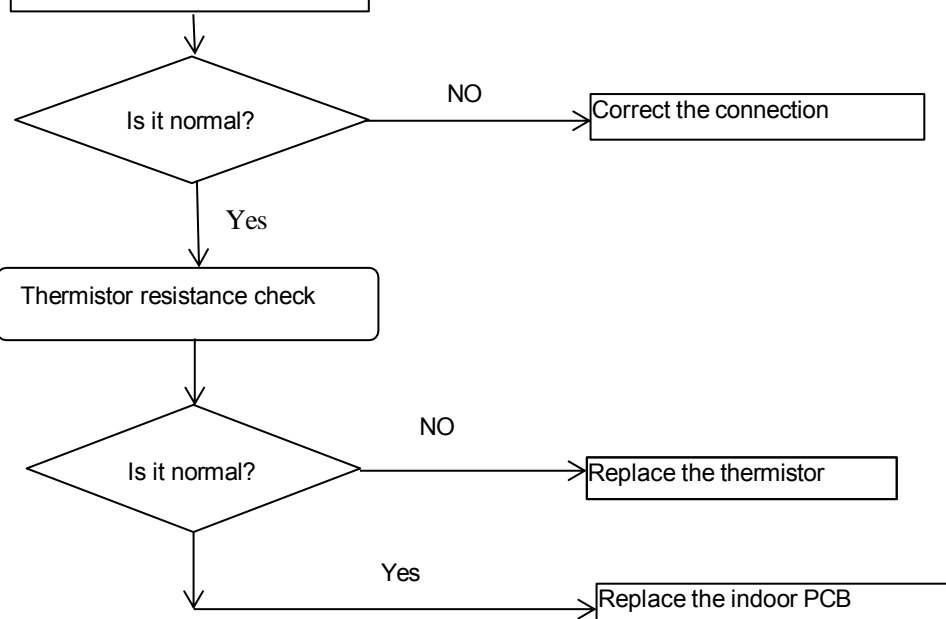 NO
Is it normal?
Correct the connection
Yes
Thermistor resistance check
NO
Is it normal?
Replace the thermistor
Yes
Replace the indoor PCB